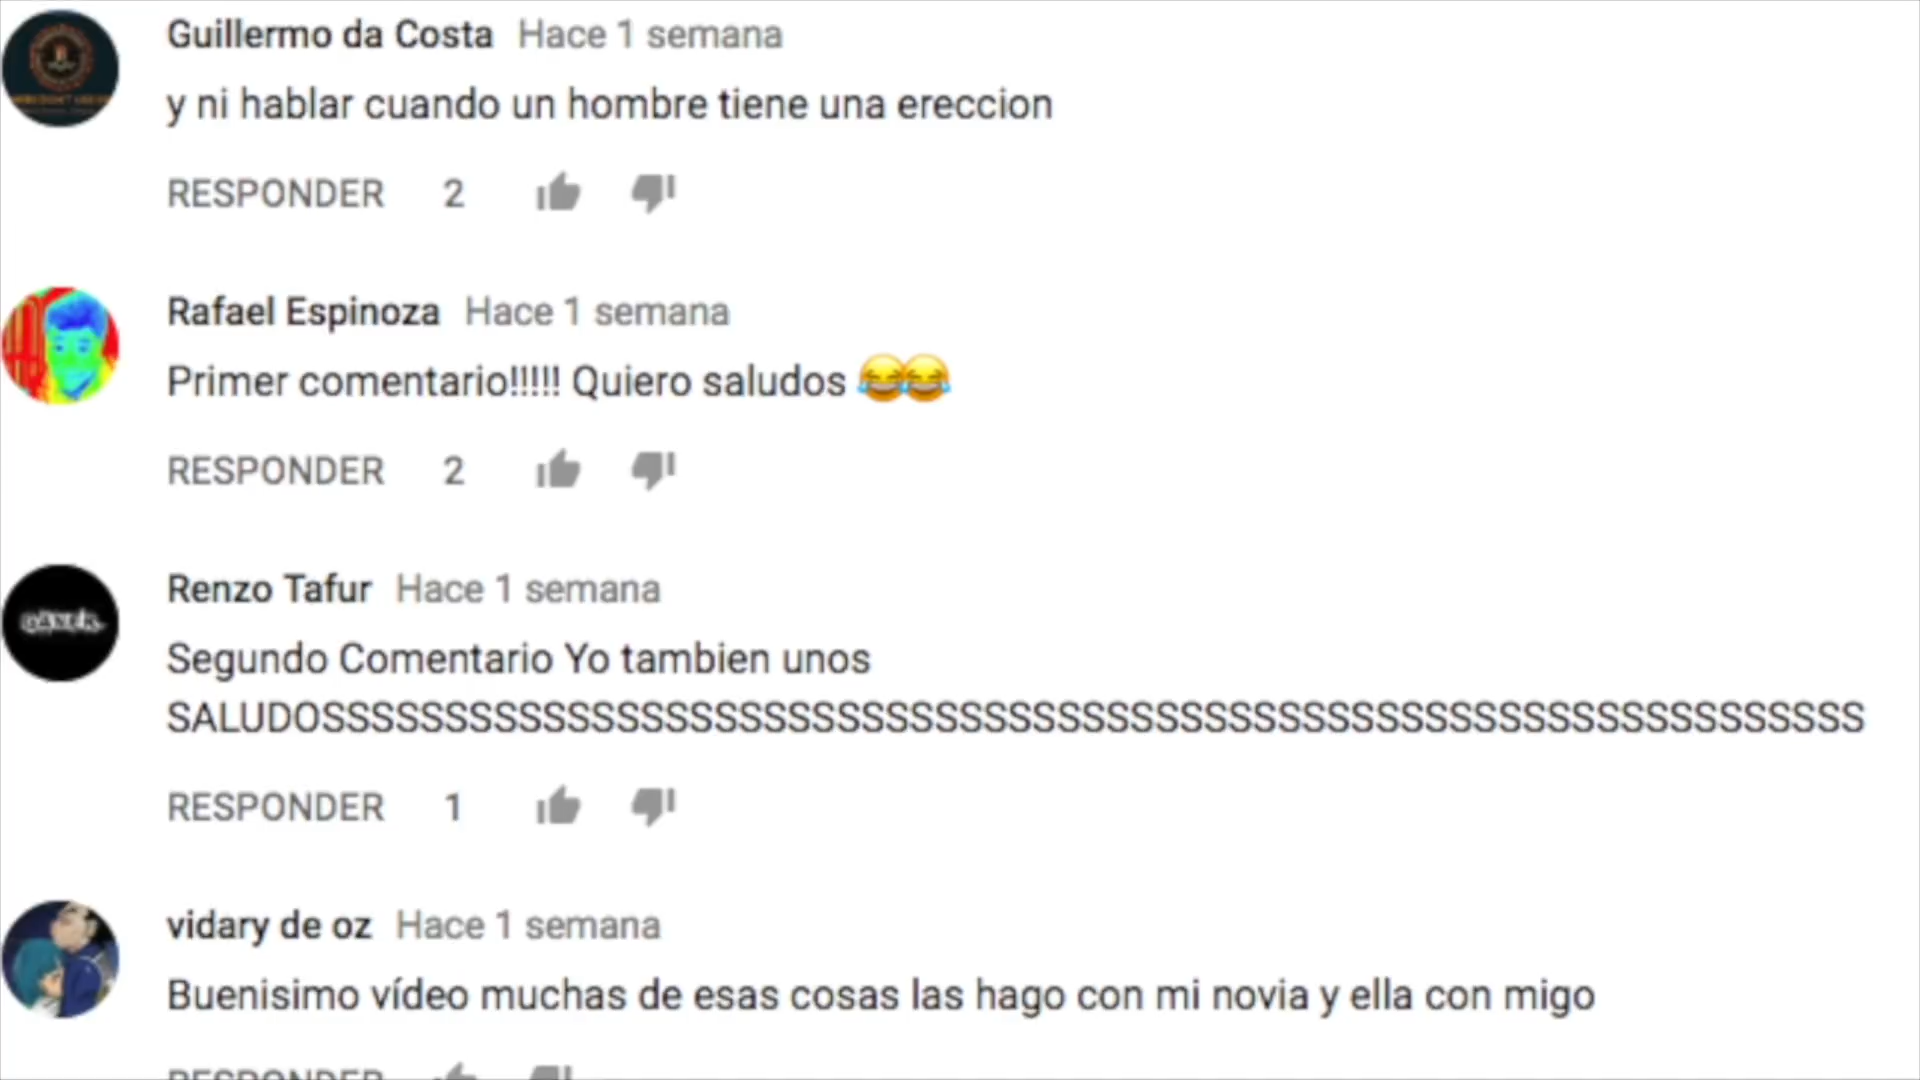 Guillermo da Costa Hace 1 semana
y ni hablar cuando un hombre tiene una ereccion
RESPONDER 2
Rafael Espinoza Hace 1 semana
Primer comentario!!!!! Quiero saludos 😂😂
RESPONDER 2
Renzo Tafur Hace 1 semana
Segundo Comentario Yo tambien unos
SALUDOSSSSSSSSSSSSSSSSSSSSSSSSSSSSSSSSSSSSSSSSSSSSSSSSSSSSSSSSSSSSSSS
RESPONDER 1
vidary de oz Hace 1 semana
Buenisimo vídeo muchas de esas cosas las hago con mi novia y ella con migo
RESPONDER